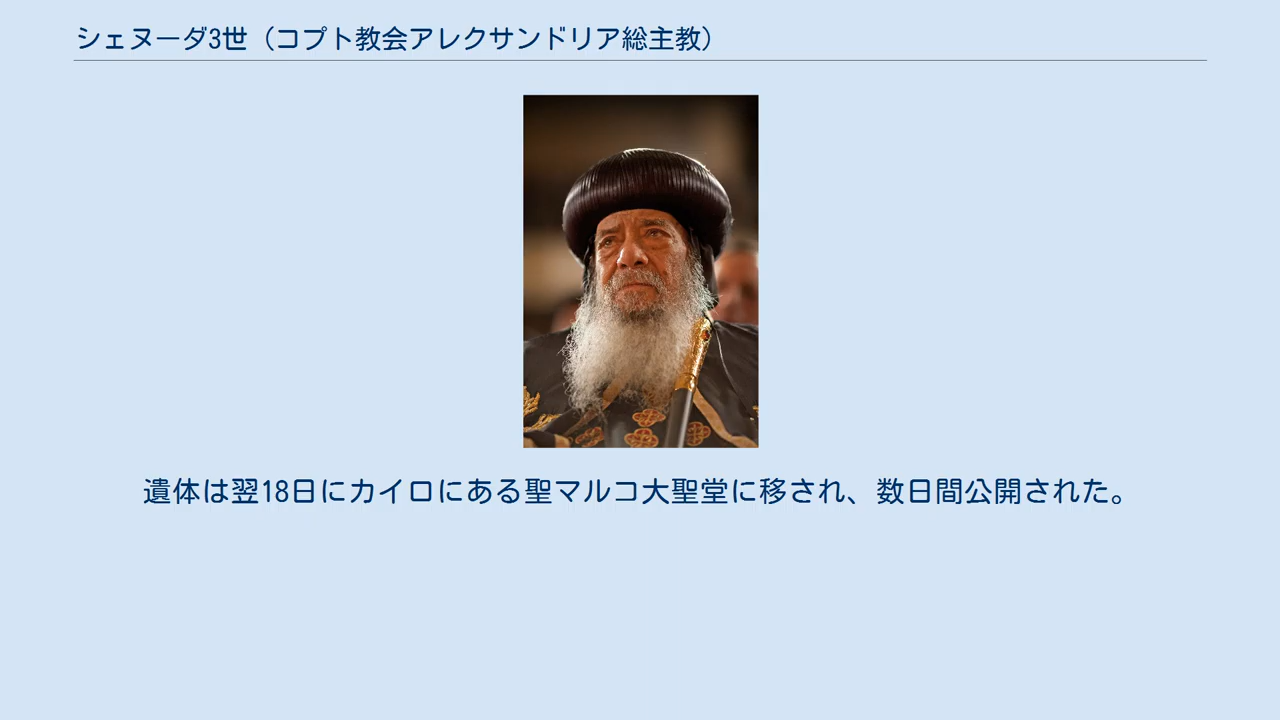 シェヌーダ3世（コプト教会アレクサンドリア総主教）
遺体は翌18日にカイロにある聖マルコ大聖堂に移され、数日間公開された。